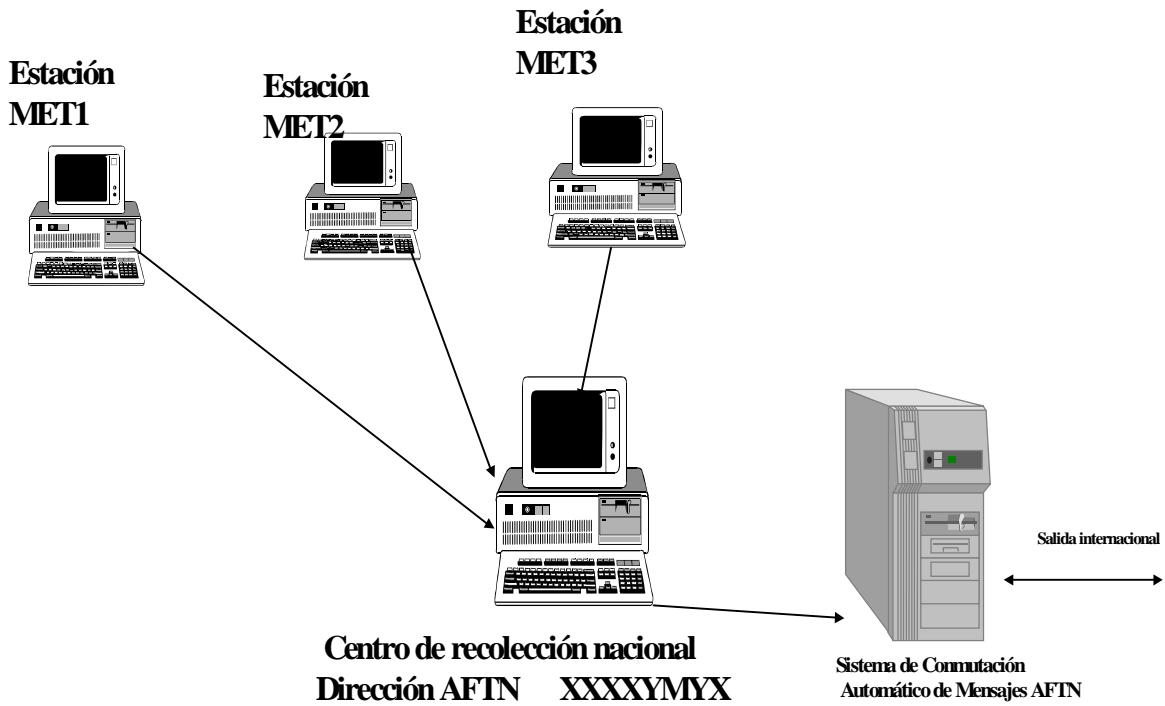 Estación
MET1
Estación
MET2
Estación
MET3
Salida internacional
Centro de recolección nacional
Dirección AFTN XXXXYMYX
Sistema de Conmutación
Automático de Mensajes AFTN